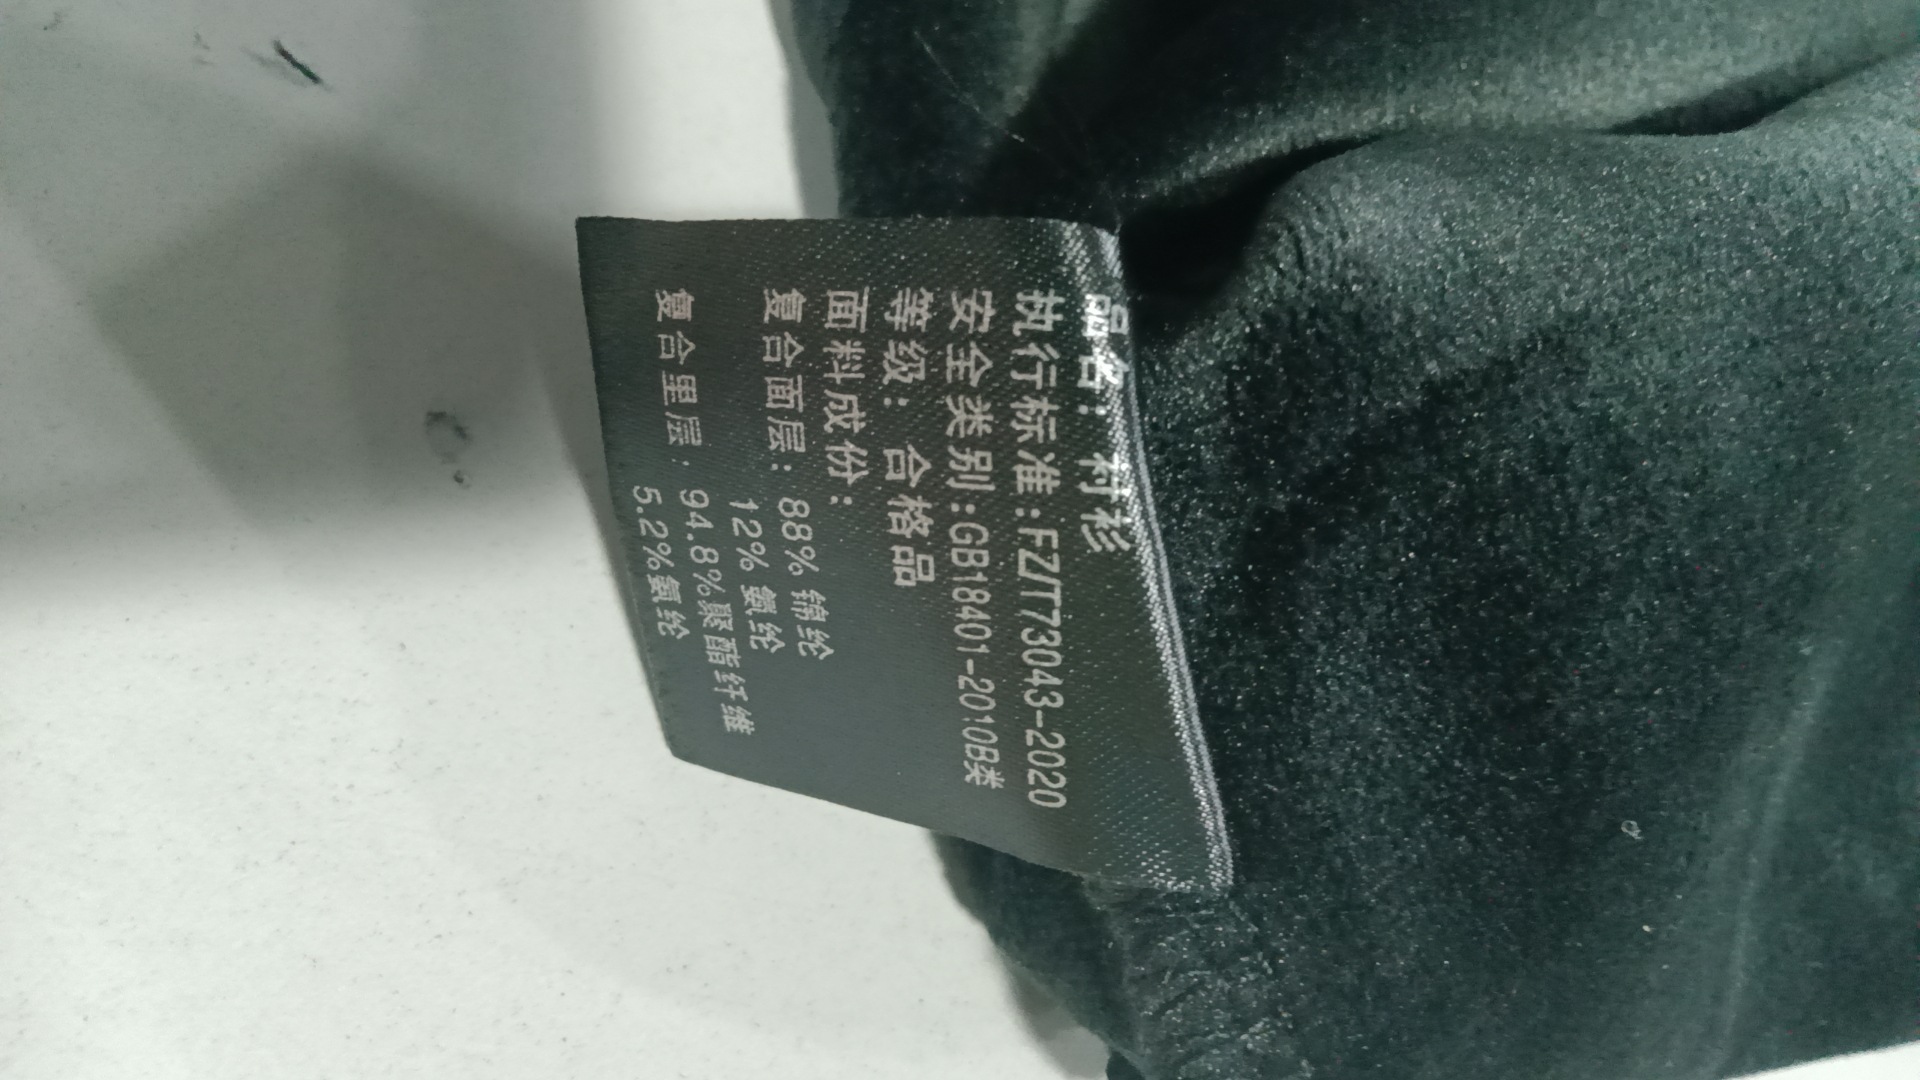 品名：衬衫
执行标准：FZ/T73043-2020
安全类别：GB18401-2010B类
等级： 合格品
面料成份：
复合面层：88% 锦纶
12% 氨纶
复合里层：94.8%聚酯纤维
5.2%氨纶